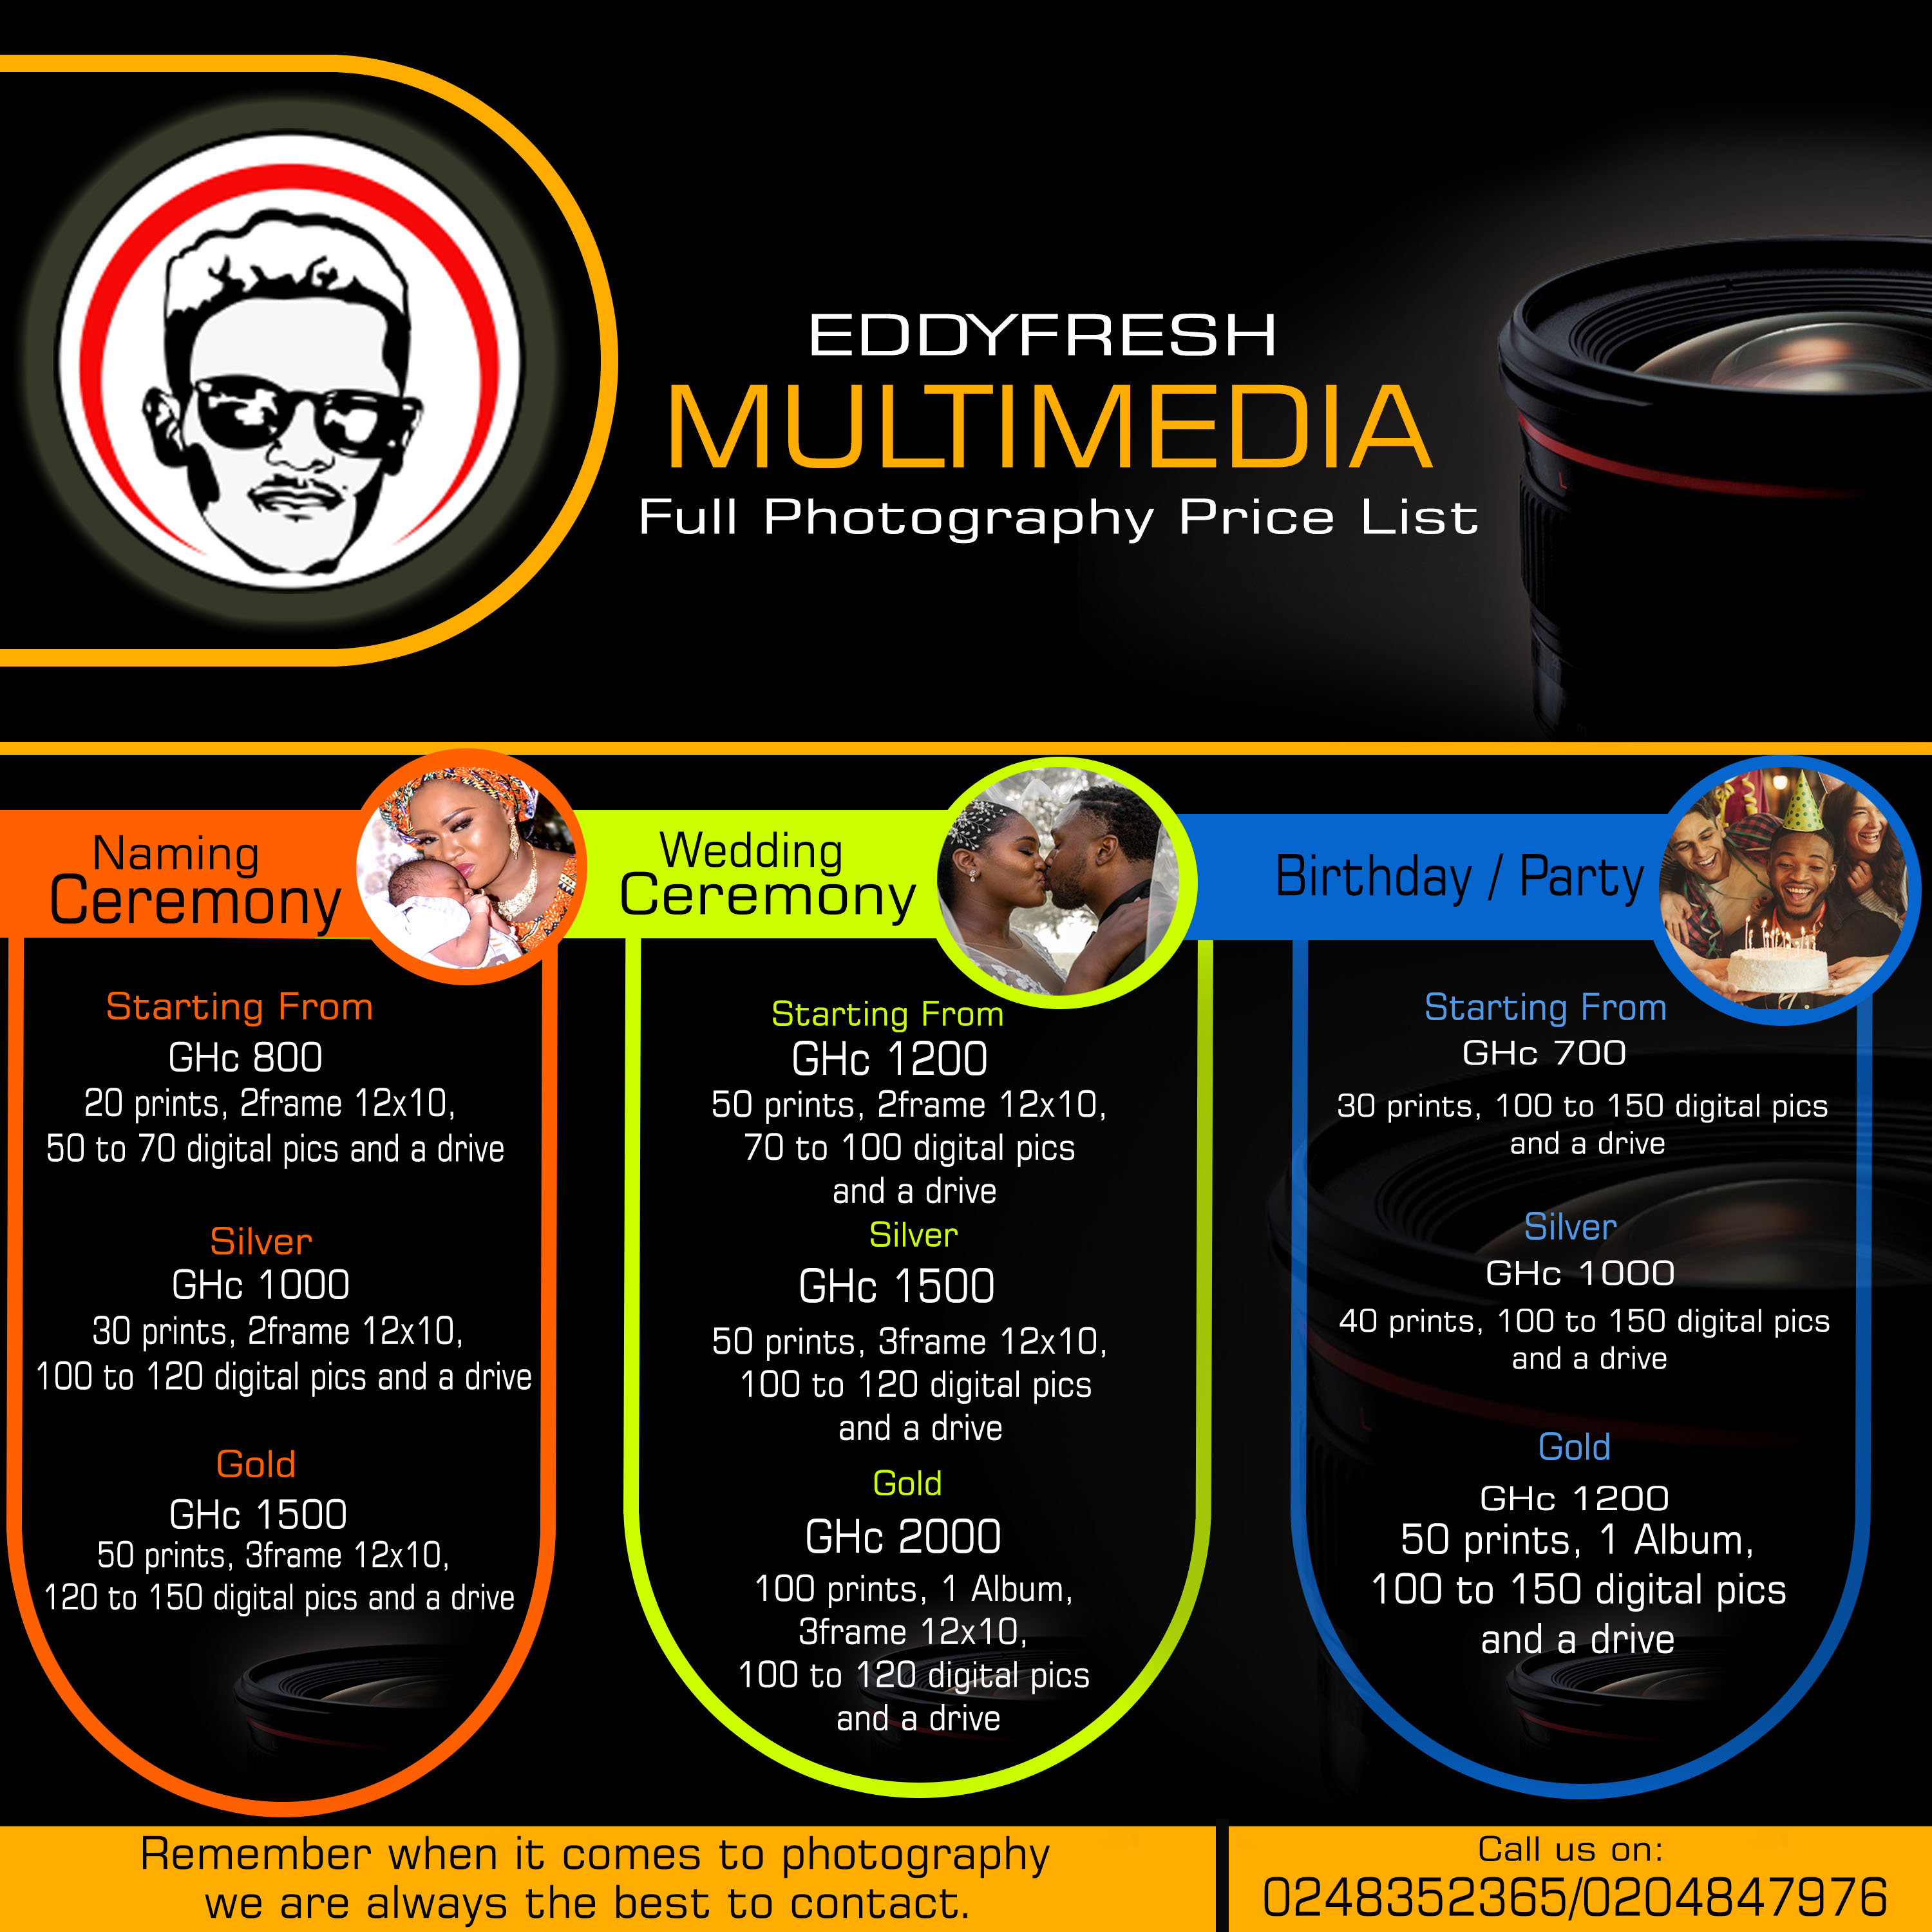 EDDYFRESH
MULTIMEDIA
Full Photography Price List
Naming
Ceremony
Starting From
GHc 800
20 prints, 2frame 12x10,
50 to 70 digital pics and a drive
Silver
GHc 1000
30 prints, 2frame 12x10,
100 to 120 digital pics and a drive
Gold
GHc 1500
50 prints, 3frame 12x10,
120 to 150 digital pics and a drive
Wedding
Ceremony
Starting From
GHc 1200
50 prints, 2frame 12x10,
70 to 100 digital pics
and a drive
Silver
GHc 1500
50 prints, 3frame 12x10,
100 to 120 digital pics
and a drive
Gold
GHc 2000
100 prints, 1 Album,
3frame 12x10,
100 to 120 digital pics
and a drive
Birthday / Party
Starting From
GHc 700
30 prints, 100 to 150 digital pics
and a drive
Silver
GHc 1000
40 prints, 100 to 150 digital pics
and a drive
Gold
GHc 1200
50 prints, 1 Album,
100 to 150 digital pics
and a drive
Remember when it comes to photography
we are always the best to contact.
Call us on:
0248352365/0204847976